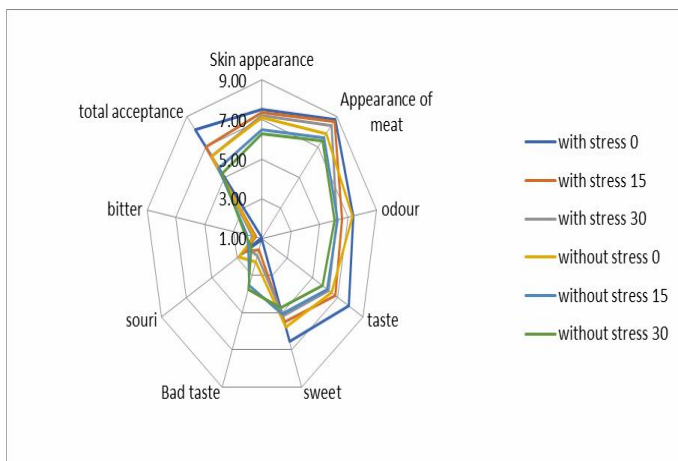 Skin appearance
9.00
7.00
5.00
3.00
1.00
Appearance of
meat
odour
taste
sweet
Bad taste
souri
bitter
total acceptance
with stress 0
with stress 15
with stress 30
without stress 0
without stress 15
without stress 30